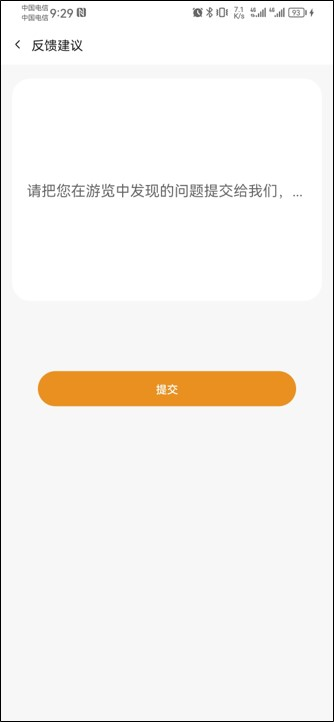 中国电信
中国电信
9:29
7.1
K/s
93
反馈建议
请把您在游览中发现的问题提交给我们，...
提交